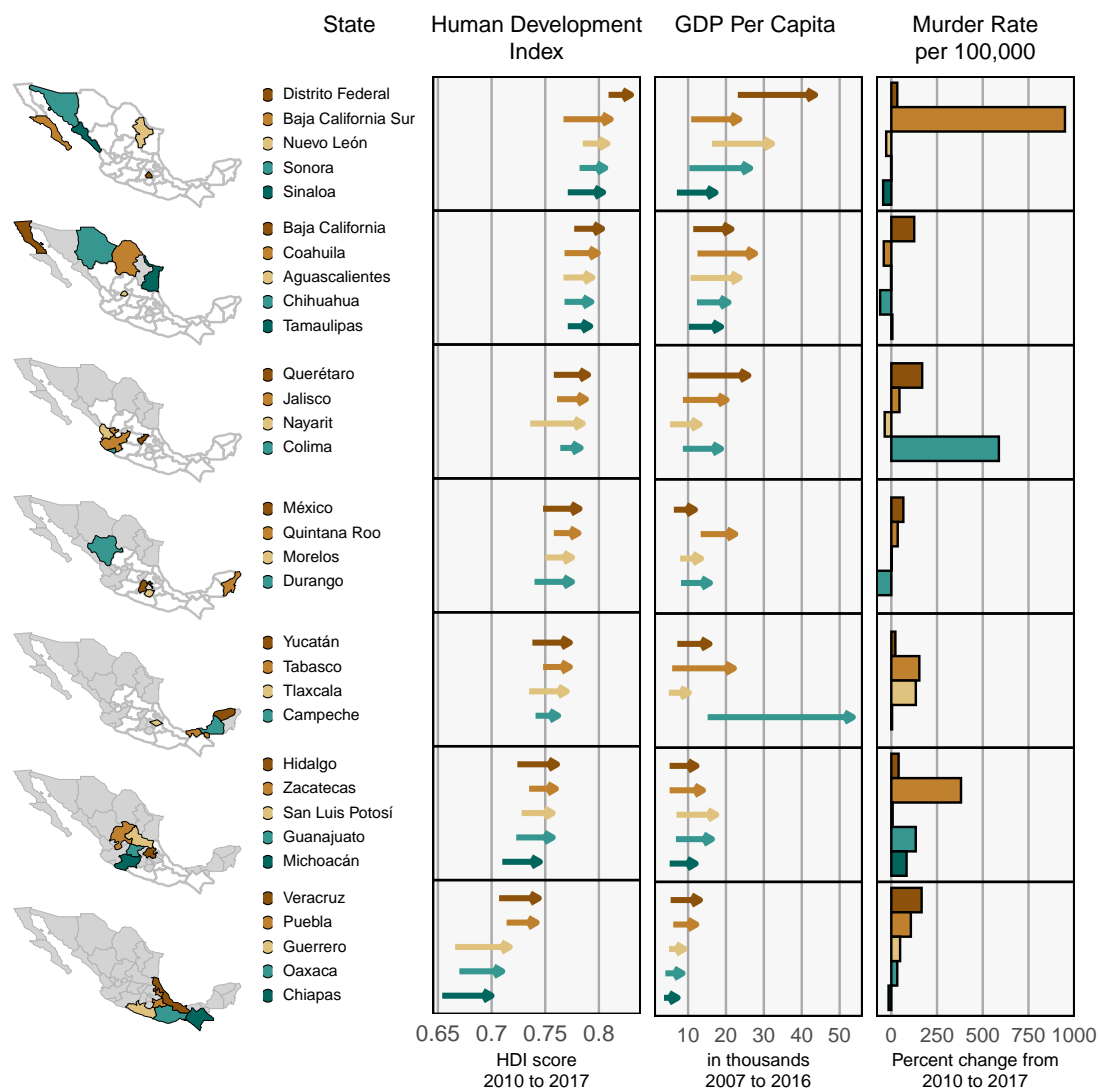 State
Human Development
Index
GDP Per Capita
Murder Rate
per 100,000
Distrito Federal
Baja California Sur
Nuevo León
Sonora
Sinaloa
Baja California
Coahuila
Aguascalientes
Chihuahua
Tamaulipas
Querétaro
Jalisco
Nayarit
Colima
México
Quintana Roo
Morelos
Durango
Yucatán
Tabasco
Tlaxcala
Campeche
Hidalgo
Zacatecas
San Luis Potosí
Guanajuato
Michoacán
Veracruz
Puebla
Guerrero
Oaxaca
Chiapas
0.65 0.7 0.75 0.8
HDI score
2010 to 2017
10 20 30 40 50
in thousands
2007 to 2016
0 250 500 750 1000
Percent change from
2010 to 2017